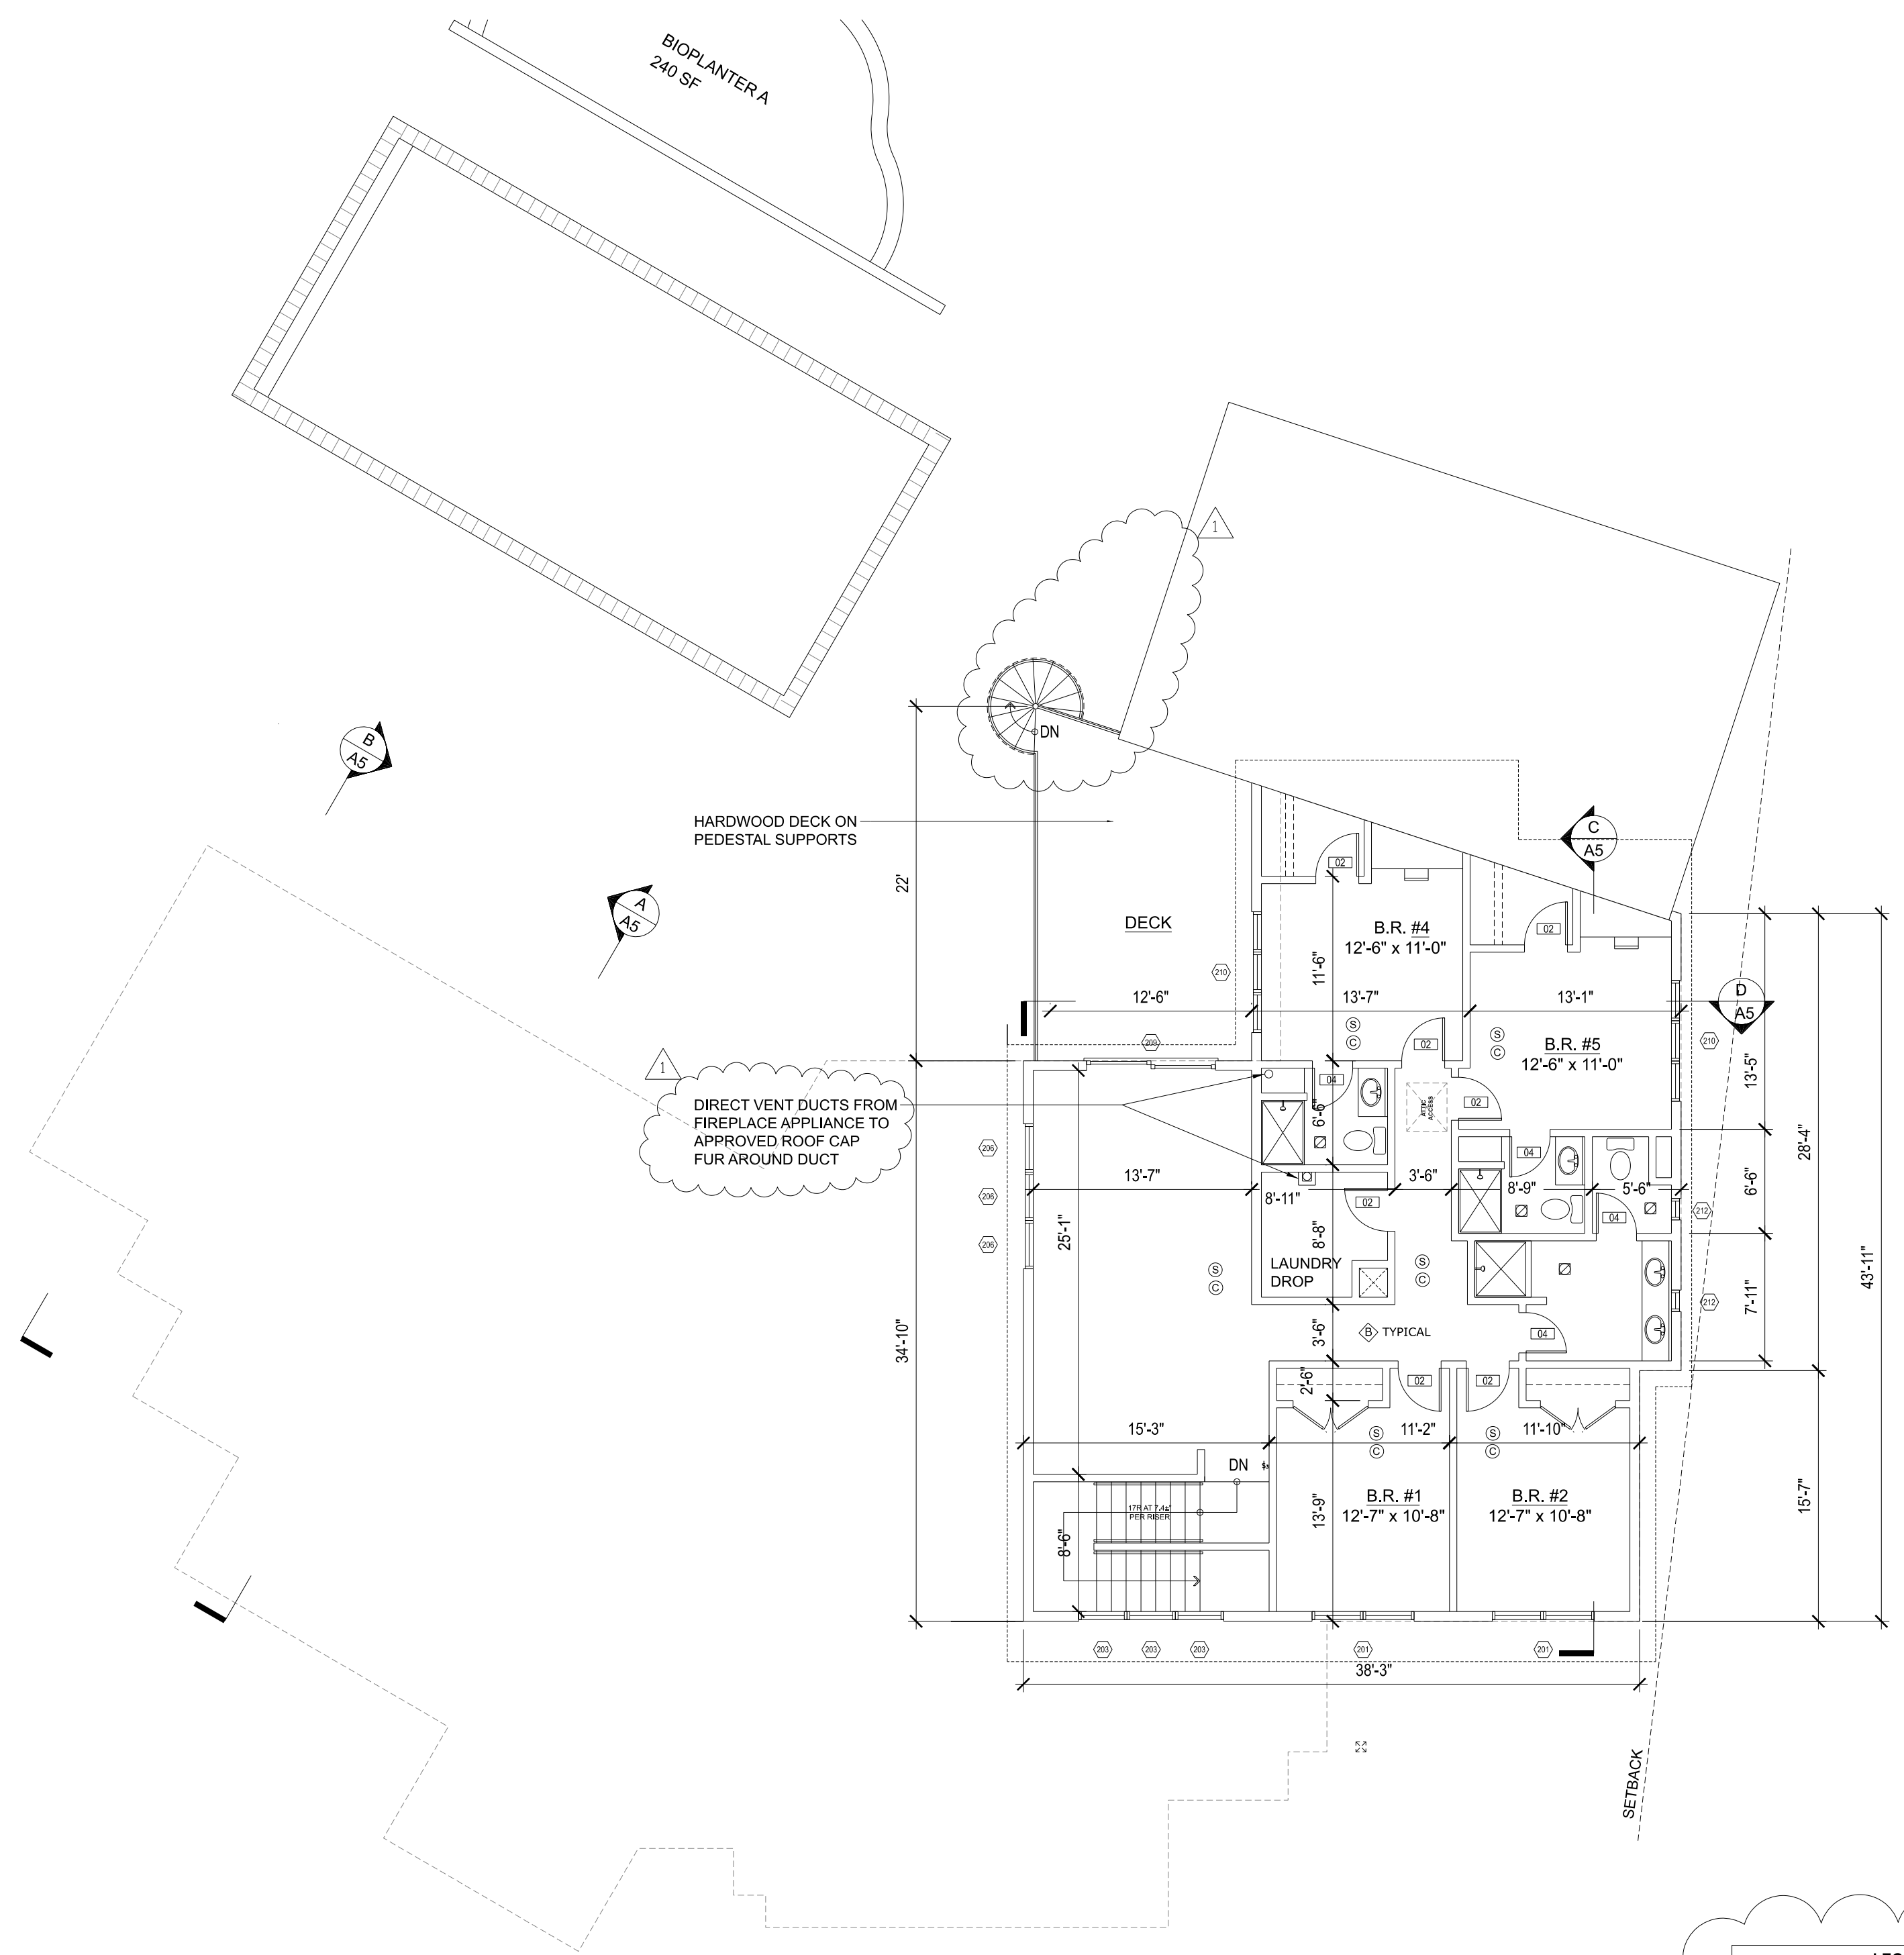 BIOPLANTER A
240 SF
1
DN
B
A5
HARDWOOD DECK ON
PEDESTAL SUPPORTS
C
A5
02
22'
A
A5
DECK
B.R. #4
12'-6" x 11'-0"
02
11'-6"
210
12'-6"
13'-7"
13'-1"
D
A5
S
C
S
C
209
02
B.R. #5
12'-6" x 11'-0"
210
13'-5"
1
DIRECT VENT DUCTS FROM
FIREPLACE APPLIANCE TO
APPROVED ROOF CAP
FUR AROUND DUCT
04
6'-6"
ATTIC
ACCESS
02
28'-4"
206
206
206
13'-7"
8'-11"
3'-6"
04
8'-9"
5'-6"
6'-6"
02
04
212
25'-1"
8'-8"
LAUNDRY
DROP
S
C
S
C
43'-11"
7'-11"
212
34'-10"
3'-6"
B TYPICAL
04
2'-6"
02
02
15'-3"
S
C
11'-2"
S
C
11'-10"
DN
17R AT 7.4±"
PER RISER
8'-6"
13'-9"
B.R. #1
12'-7" x 10'-8"
B.R. #2
12'-7" x 10'-8"
15'-7"
203
203
203
201
201
38'-3"
SETBACK